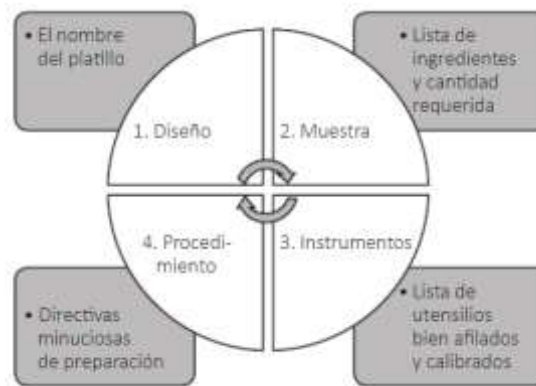 • El nombre
del platillo
• Lista de
ingredientes
y cantidad
requerida
1. Diseño
2. Muestra
4. Procedi-
miento
3. Instrumentos
• Directivas
minuciosas
de preparación
• Lista de
utensilios
bien afilados
y calibrados